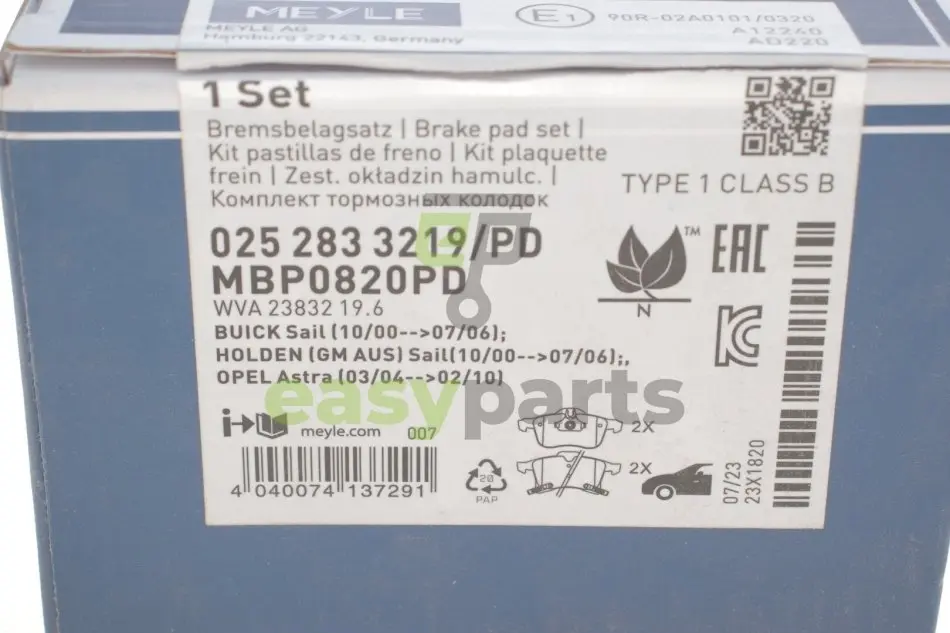 MEYLE
MEYLE AG
Hamburg 22143, Germany
E1
90R-02A0101/0320
A12240
AD220
1 Set
Bremsbelagsatz | Brake pad set |
Kit pastillas de freno | Kit plaquette
frein | Zest. okładzin hamulc. |
Комплект тормозных колодок
TYPE 1 CLASS B
025 283 3219/PD
MBP0820PD
WVA 23832 19.6
BUICK Sail (10/00-->07/06);
HOLDEN (GM AUS) Sail(10/00-->07/06);,
OPEL Astra (03/04-->02/10)
TM
N
EAC
KC
easyparts
meyle.com 007
4 040074 137291
20
PAP
2X
2X
07/23
23X1820